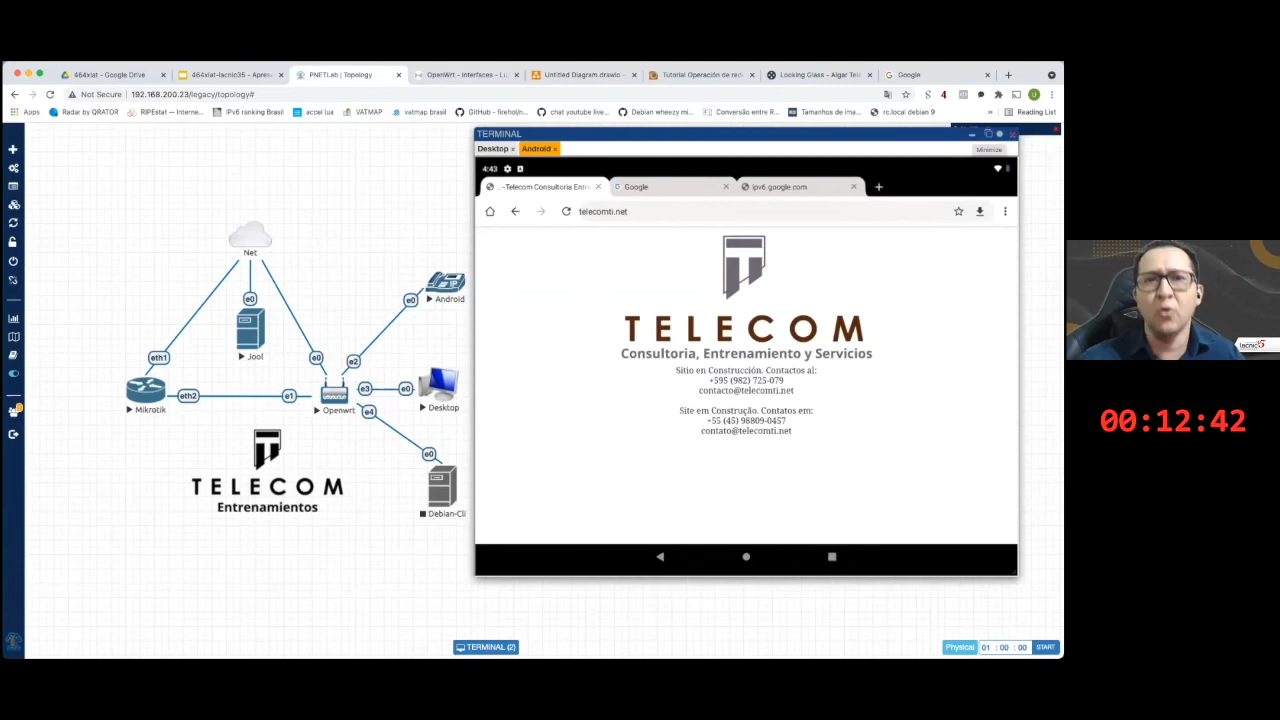 464xlat - Google Drive
464xlat-lacnic35 - Apres
PNETLab | Topology
OpenWrt - Interfaces - Lu
Untitled Diagram.drawio
Tutorial Operación de red
Looking Glass - Algar Tel
Google
Not Secure
192.168.200.23/legacy/topology#
Apps
Radar by QRATOR
RIPEstat — Interne...
IPv6 ranking Brasil
accel lua
VATMAP
vatmap brasil
GitHub - firehol/neh...
chat youtube live...
Debian wheezy mi...
Conversión entre R...
Tamanhos de ima...
rc.local debian 9
»
Reading List
TERMINAL
Desktop x
Android x
Minimize
4:43
. --Telecom Consultoria Entre
Google
ipv6.google.com
telecomti.net
TELECOM
Consultoria, Entrenamiento y Servicios
Sitio en Construcción. Contactos al:
+595 (982) 725-079
contacto@telecomti.net
Site em Construção. Contatos em:
+55 (45) 98809-0457
contato@telecomti.net
Net
e0
Jool
eth1
e0
Mikrotik
eth2
e1
Openwrt
e2
e0
IP
Android
e3
e0
Desktop
e4
e0
Debian-Cli
TELECOM
Entrenamientos
TERMINAL (2)
Physical
01 : 00 : 00
START
lacnic35
00:12:42